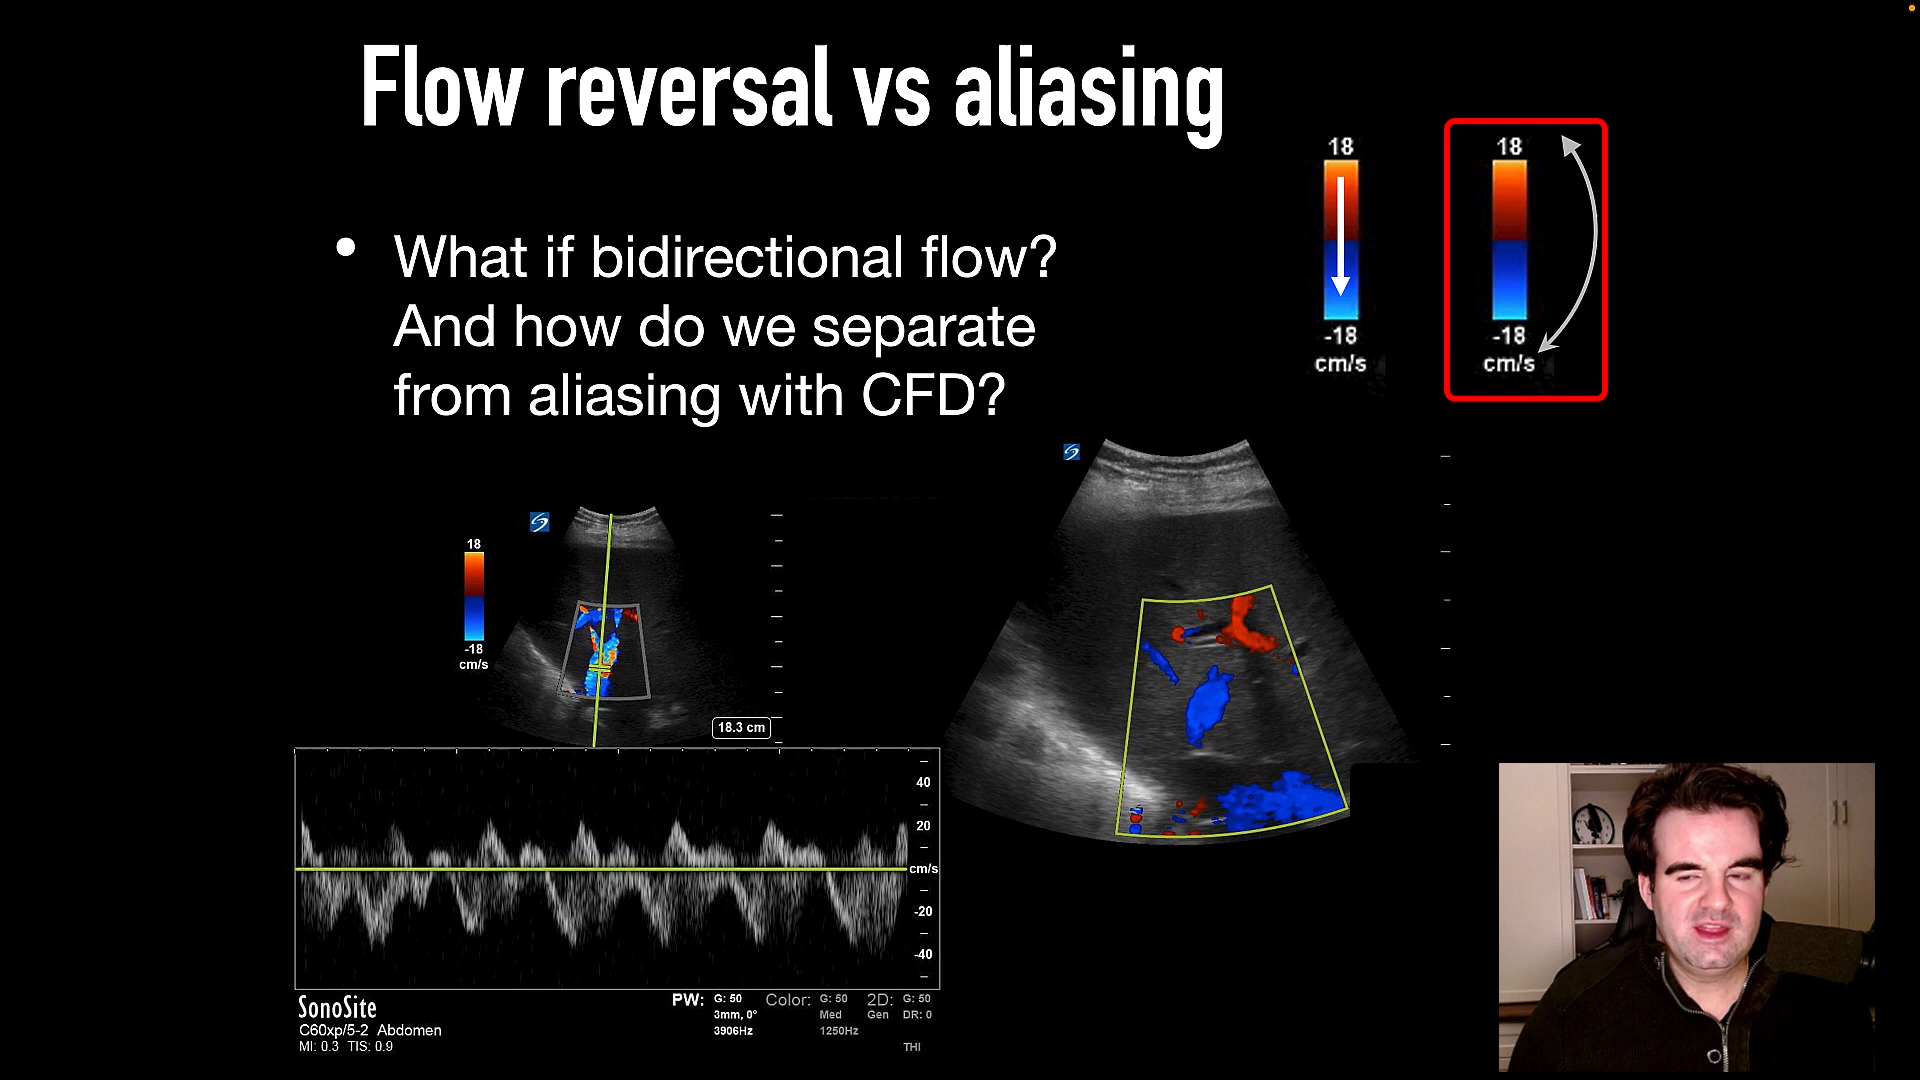 Flow reversal vs aliasing
18
18
-18
-18
cm/s
cm/s
• What if bidirectional flow?
And how do we separate
from aliasing with CFD?
18
-18
cm/s
18.3 cm
40
20
cm/s
-20
-40
SonoSite
C60xp/5-2 Abdomen
MI: 0.3 TIS: 0.9
PW: G: 50 Color: G: 50 2D: G: 50
3mm, 0° Med Gen DR: 0
3906Hz 1250Hz
THI